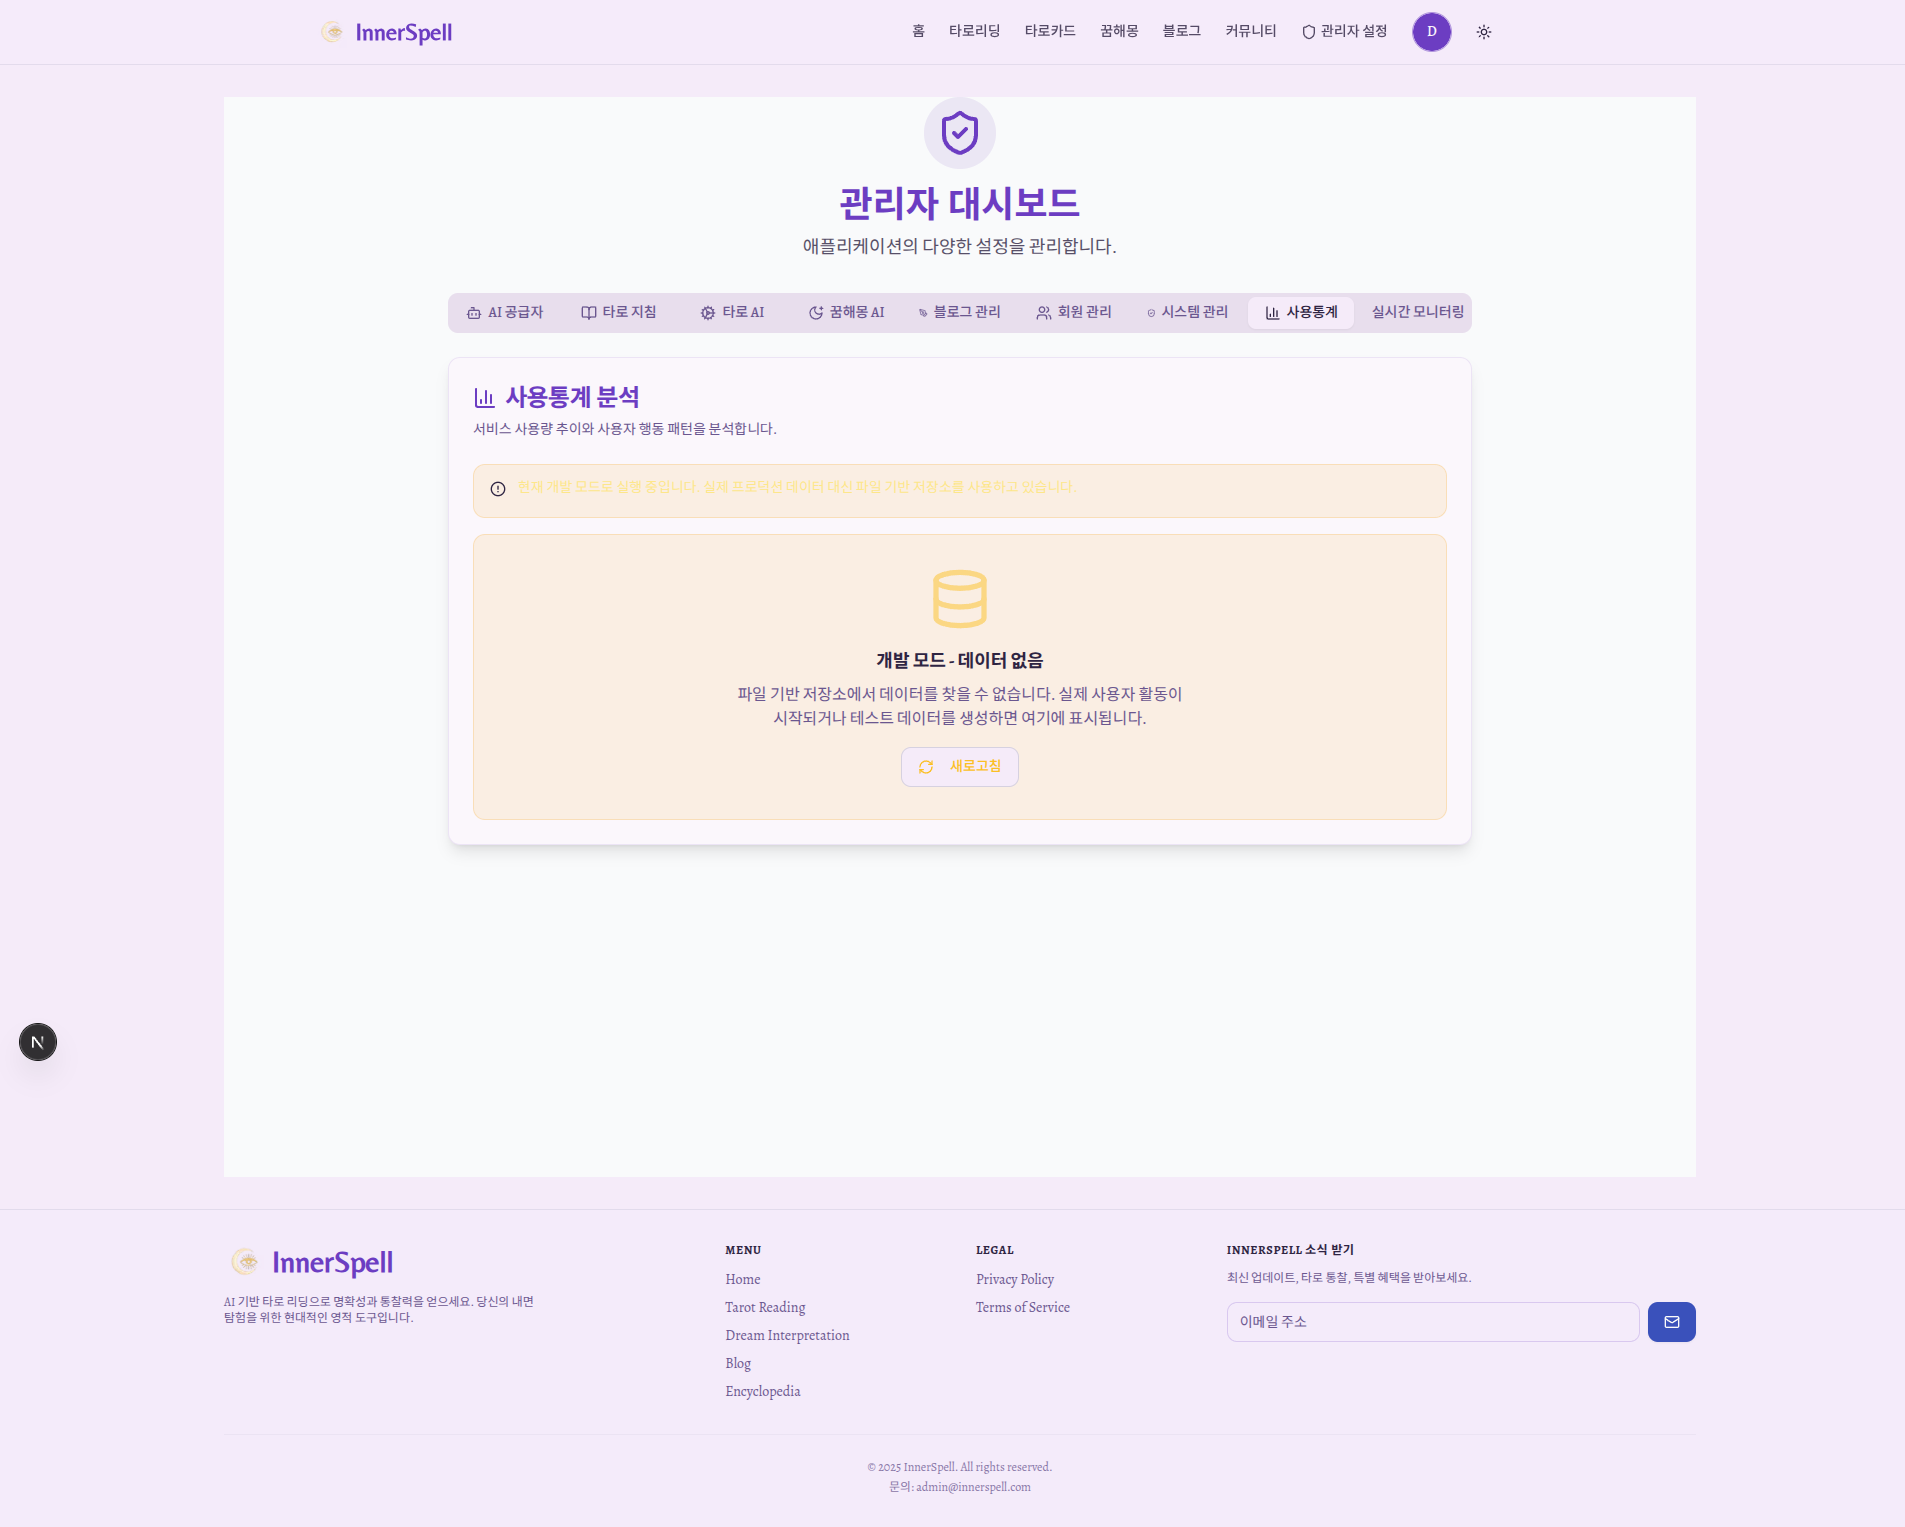 InnerSpell
홈 타로리딩 타로카드 꿈해몽 블로그 커뮤니티 관리자 설정 D
관리자 대시보드
애플리케이션의 다양한 설정을 관리합니다.
AI 공급자 타로 지침 타로 AI 꿈해몽 AI 블로그 관리 회원 관리 시스템 관리 사용통계 실시간 모니터링
사용통계 분석
서비스 사용량 추이와 사용자 행동 패턴을 분석합니다.
현재 개발 모드로 실행 중입니다. 실제 프로덕션 데이터 대신 파일 기반 저장소를 사용하고 있습니다.
개발 모드 - 데이터 없음
파일 기반 저장소에서 데이터를 찾을 수 없습니다. 실제 사용자 활동이
시작되거나 테스트 데이터를 생성하면 여기에 표시됩니다.
새로고침
N
InnerSpell
AI 기반 타로 리딩으로 명확성과 통찰력을 얻으세요. 당신의 내면
탐험을 위한 현대적인 영적 도구입니다.
MENU
Home
Tarot Reading
Dream Interpretation
Blog
Encyclopedia
LEGAL
Privacy Policy
Terms of Service
INNERSPELL 소식 받기
최신 업데이트, 타로 통찰, 특별 혜택을 받아보세요.
이메일 주소
© 2025 InnerSpell. All rights reserved.
문의: admin@innerspell.com